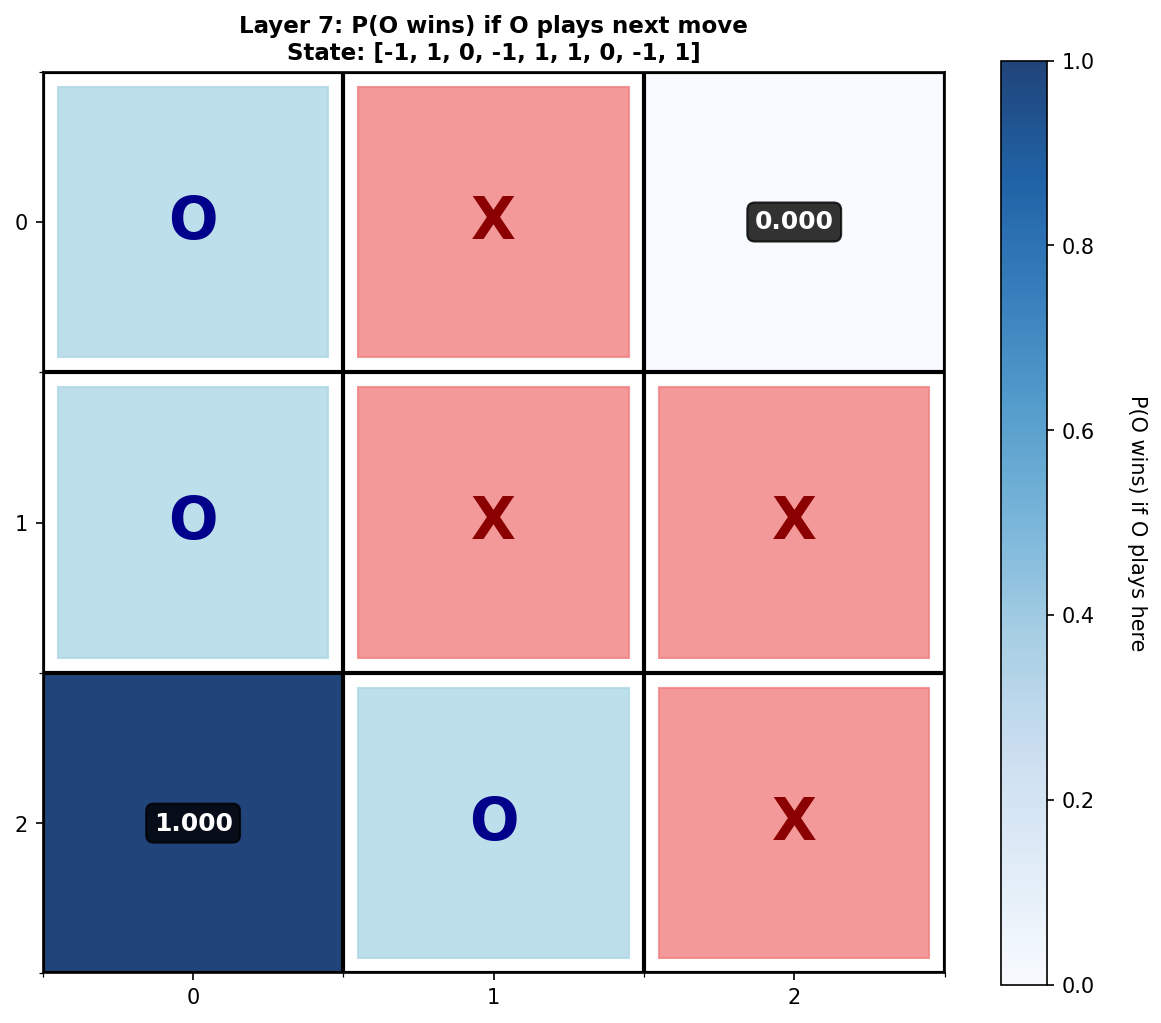 Layer 7: P(O wins) if O plays next move
State: [-1, 1, 0, -1, 1, 1, 0, -1, 1]
0
O
X
0.000
1
O
X
X
2
1.000
O
X
0
1
2
1.0
0.8
0.6
0.4
0.2
0.0
P(O wins) if O plays here